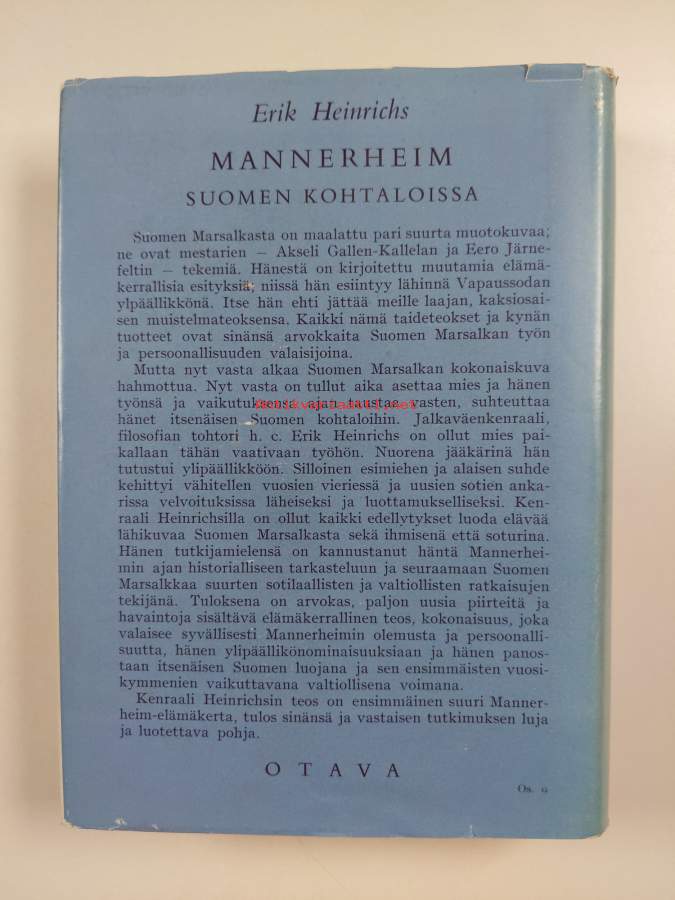 Erik Heinrichs
MANNERHEIM
SUOMEN KOHTALOISSA
Suomen Marsalkasta on maalattu pari suurta muotokuvaa;
ne ovat mestarien – Akseli Gallen-Kallelan ja Eero Järne-
feltin – tekemiä. Hänestä on kirjoitettu muutamia elämä-
kerrallisia esityksiä; niissä hän esiintyy lähinnä Vapaussodan
ylpäällikkönä. Itse hän ehti jättää meille laajan, kaksiosai-
sen muistelmateoksensa. Kaikki nämä taideteokset ja kynän
tuotteet ovat sinänsä arvokkaita Suomen Marsalkan työn
ja persoonallisuuden valaisijoina.
Mutta nyt vasta alkaa Suomen Marsalkan kokonaiskuva
hahmottua. Nyt vasta on tullut aika asettaa mies ja hänen
työnsä ja vaikutuksensa ajan taustaa vasten, suhteuttaa
antikvariaatti.net
hänet itsenäisen Suomen kohtaloihin. Jalkaväenkenraali,
filosofian tohtori h. c. Erik Heinrichs on ollut mies pai-
kallaan tähän vaativaan työhön. Nuorena jääkärinä hän
tutustui ylipäällikköön. Silloinen esimiehen ja alaisen suhde
kehittyi vähitellen vuosien vieriessä ja uusien sotien anka-
rissa velvoituksissa läheiseksi ja luottamukselliseksi. Ken-
raali Heinrichsilla on ollut kaikki edellytykset luoda elävää
lähikuvaa Suomen Marsalkasta sekä ihmisenä että soturina.
Hänen tutkijamielensä on kannustanut häntä Mannerhei-
min ajan historialliseen tarkasteluun ja seuraamaan Suomen
Marsalkkaa suurten sotilaallisten ja valtiollisten ratkaisujen
tekijänä. Tuloksena on arvokas, paljon uusia piirteitä ja
havaintoja sisältävä elämäkerrallinen teos, kokonaisuus, joka
valaisee syvällisesti Mannerheimin olemusta ja persoonalli-
suutta, hänen ylipäällikönominaisuuksiaan ja hänen panos-
taan itsenäisen Suomen luojana ja sen ensimmäisten vuosi-
kymmenien vaikuttavana valtiollisena voimana.
Kenraali Heinrichsin teos on ensimmäinen suuri Manner-
heim-elämäkerta, tulos sinänsä ja vastaisen tutkimuksen luja
ja luotettava pohja.
OTAVA
Os. 9